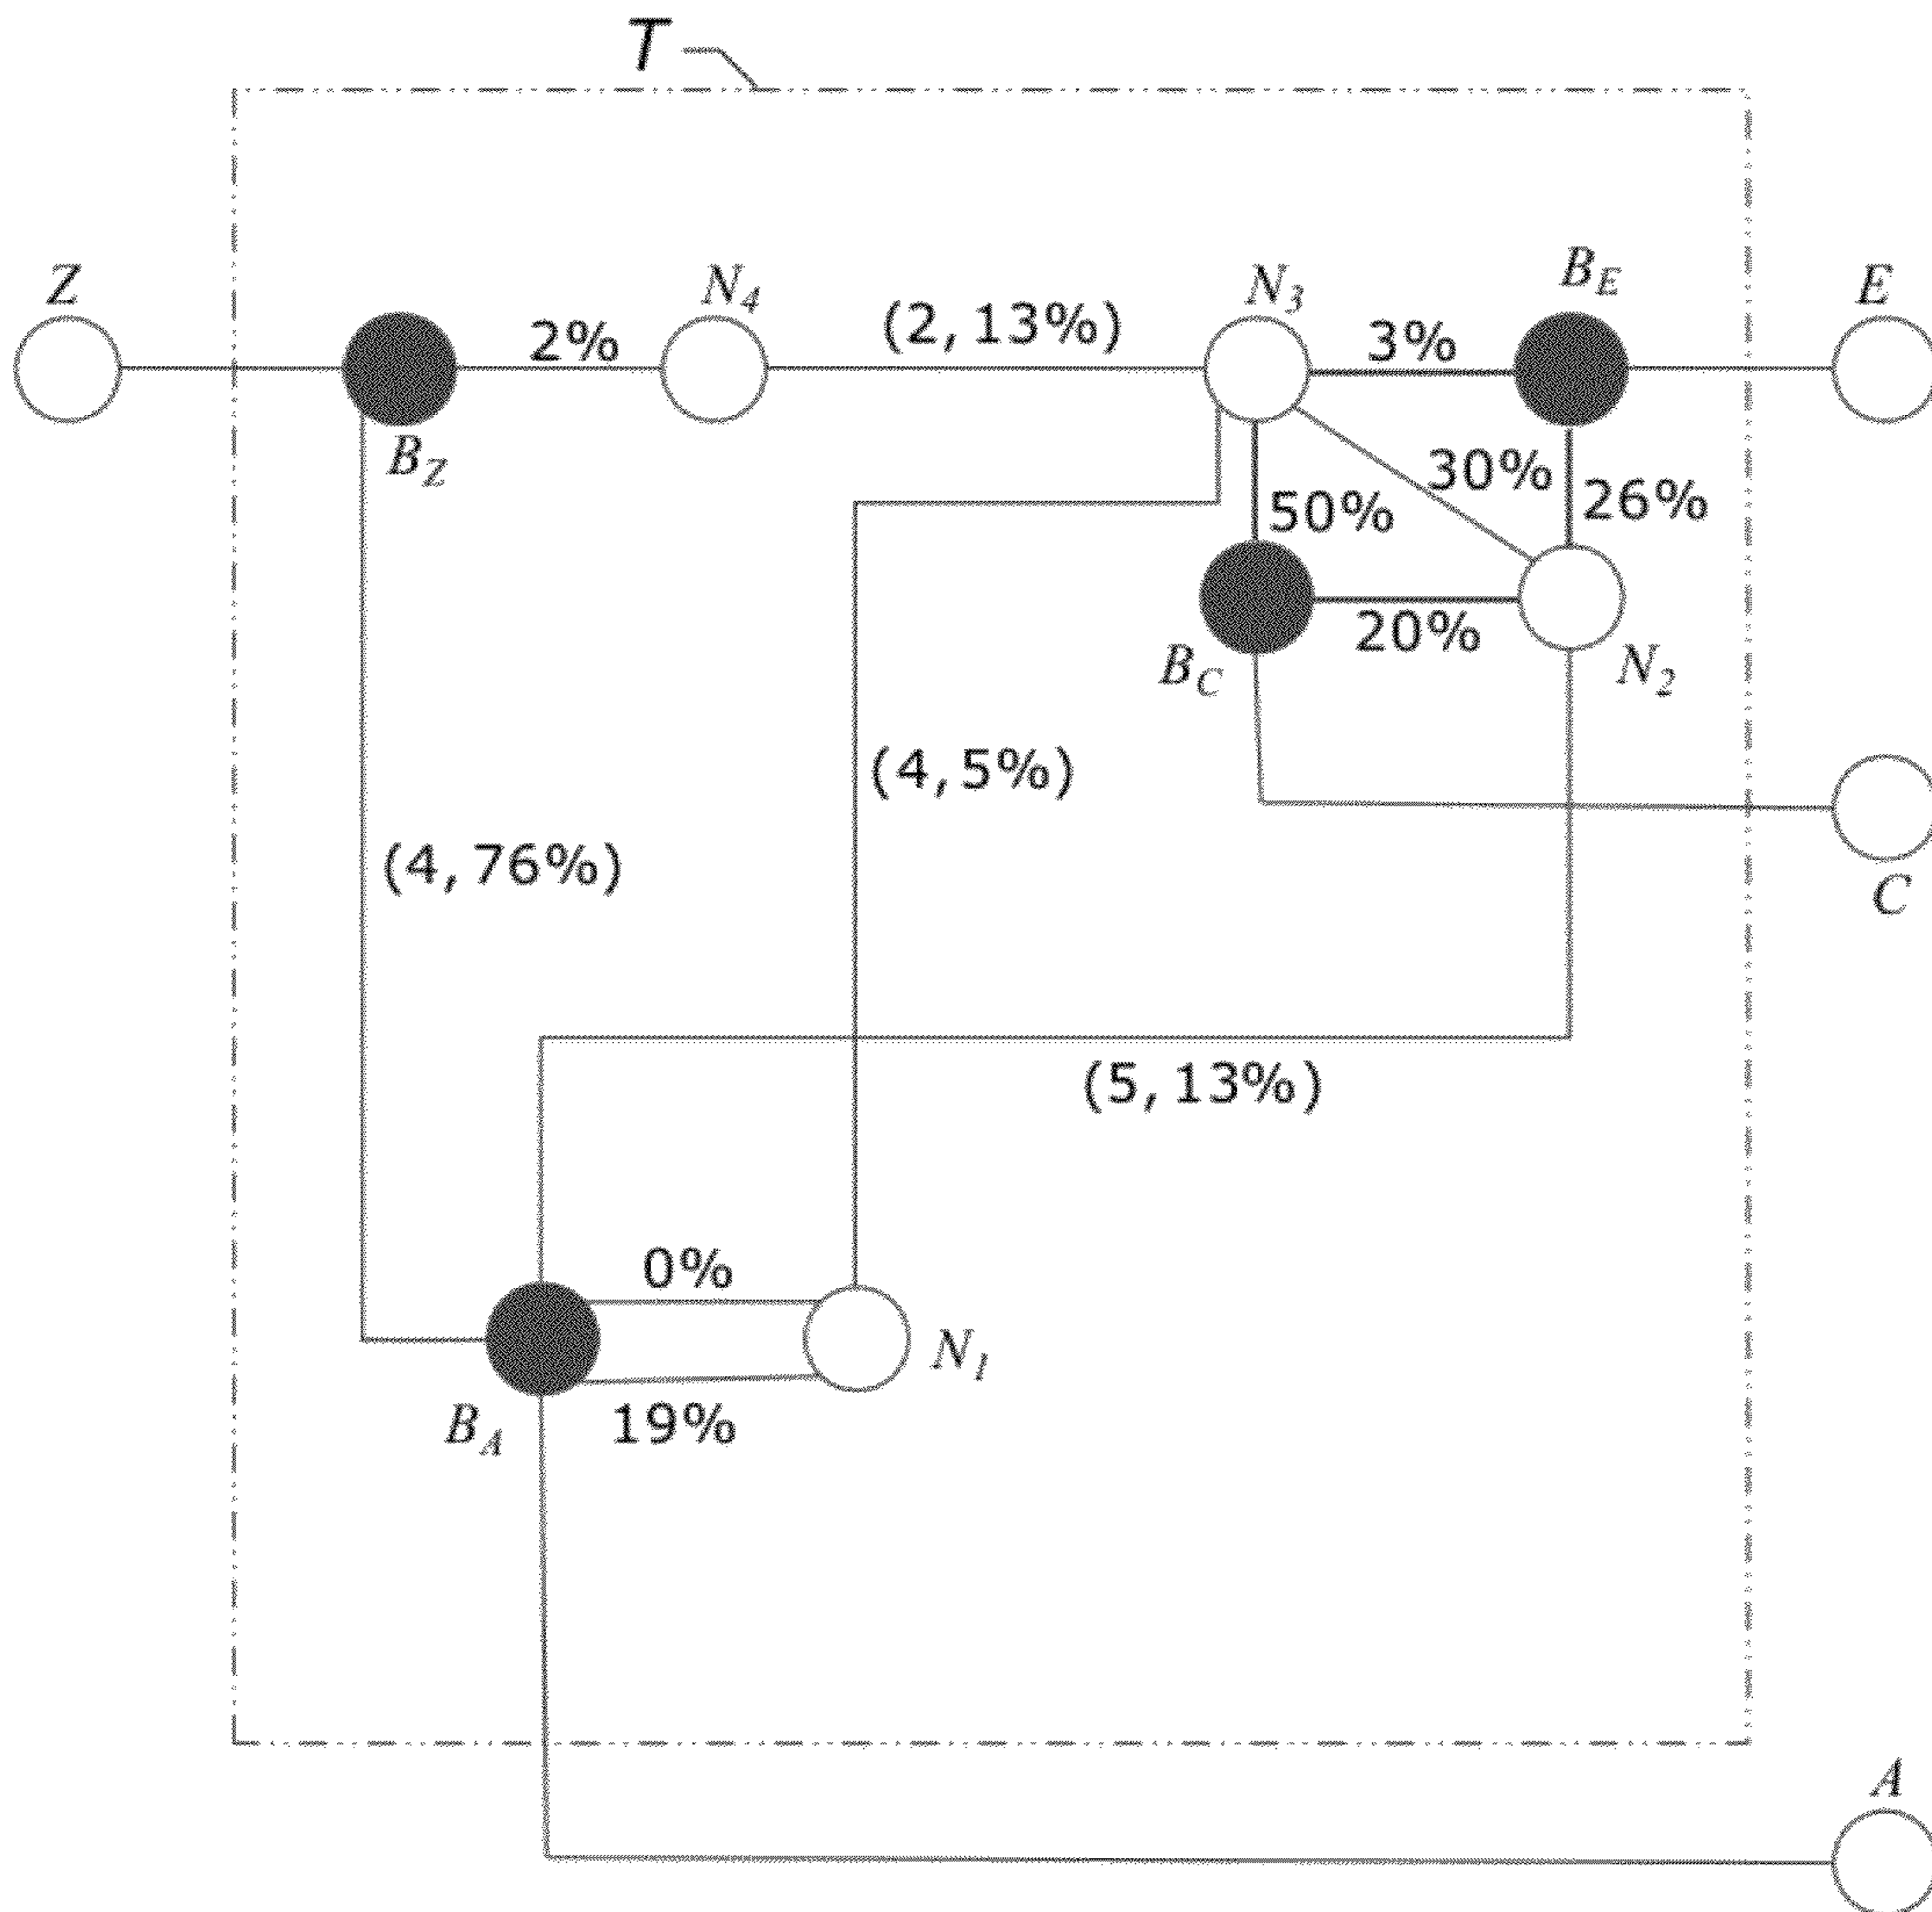 T
Z
N4
N3
BE
E
2%
(2, 13%)
3%
BZ
30%
50%
26%
20%
BC
N2
(4, 5%)
(4, 76%)
C
(5, 13%)
0%
N1
BA
19%
A